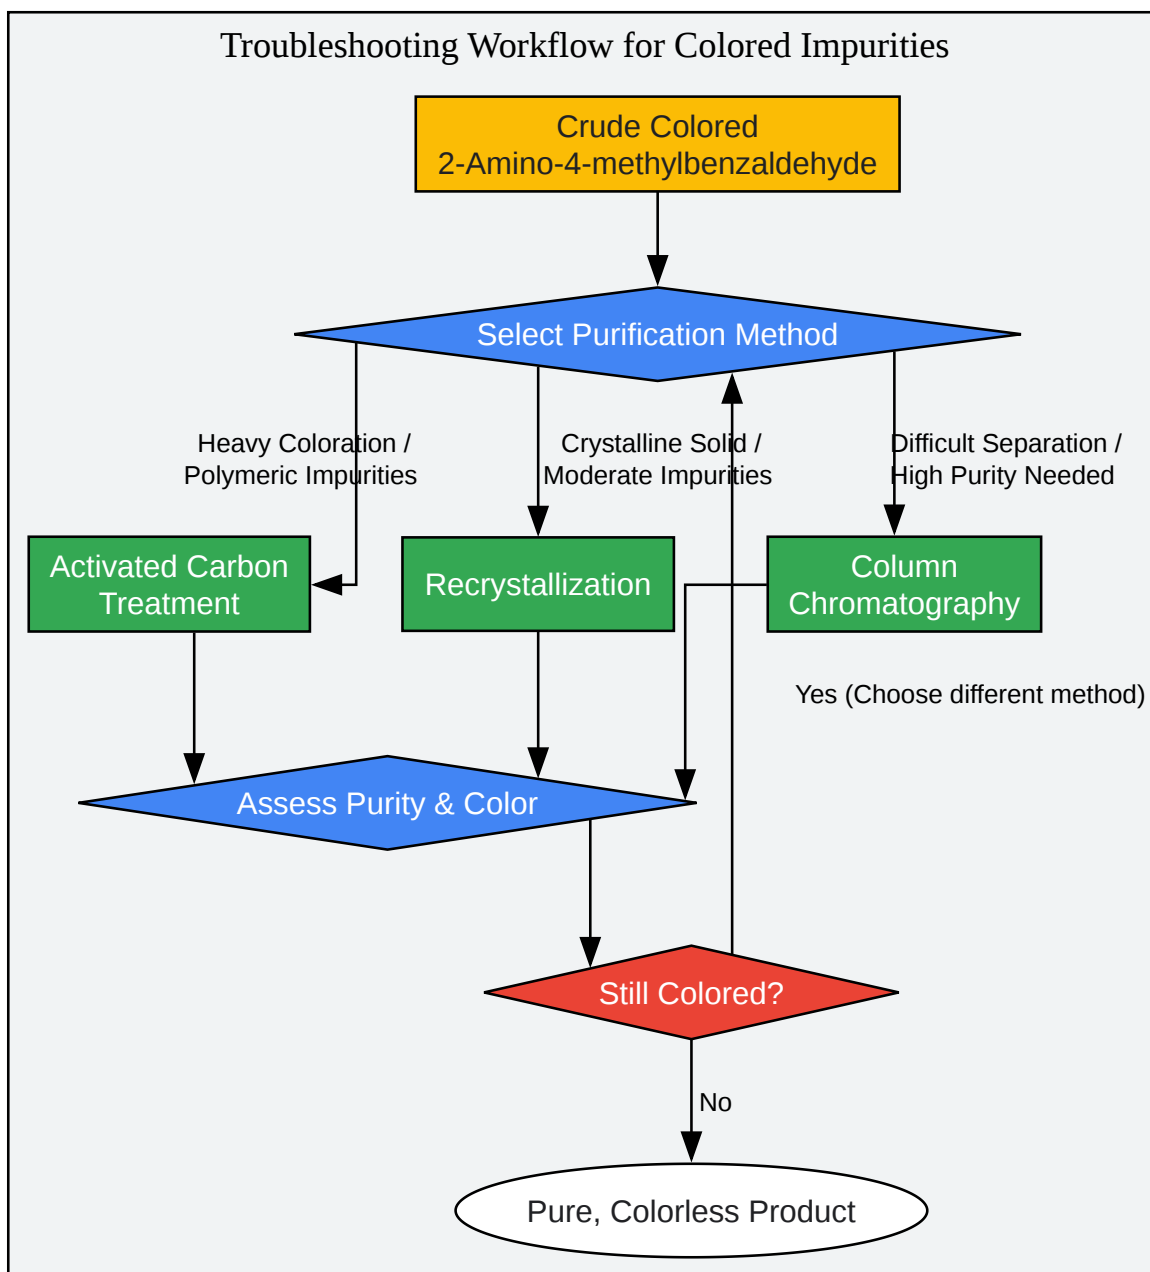 Troubleshooting Workflow for Colored Impurities
Crude Colored
2-Amino-4-methylbenzaldehyde
Select Purification Method
Heavy Coloration /
Polymeric Impurities
Crystalline Solid /
Moderate Impurities
Difficult Separation /
High Purity Needed
Activated Carbon
Treatment
Recrystallization
Column
Chromatography
Yes (Choose different method)
Assess Purity & Color
Still Colored?
No
Pure, Colorless Product